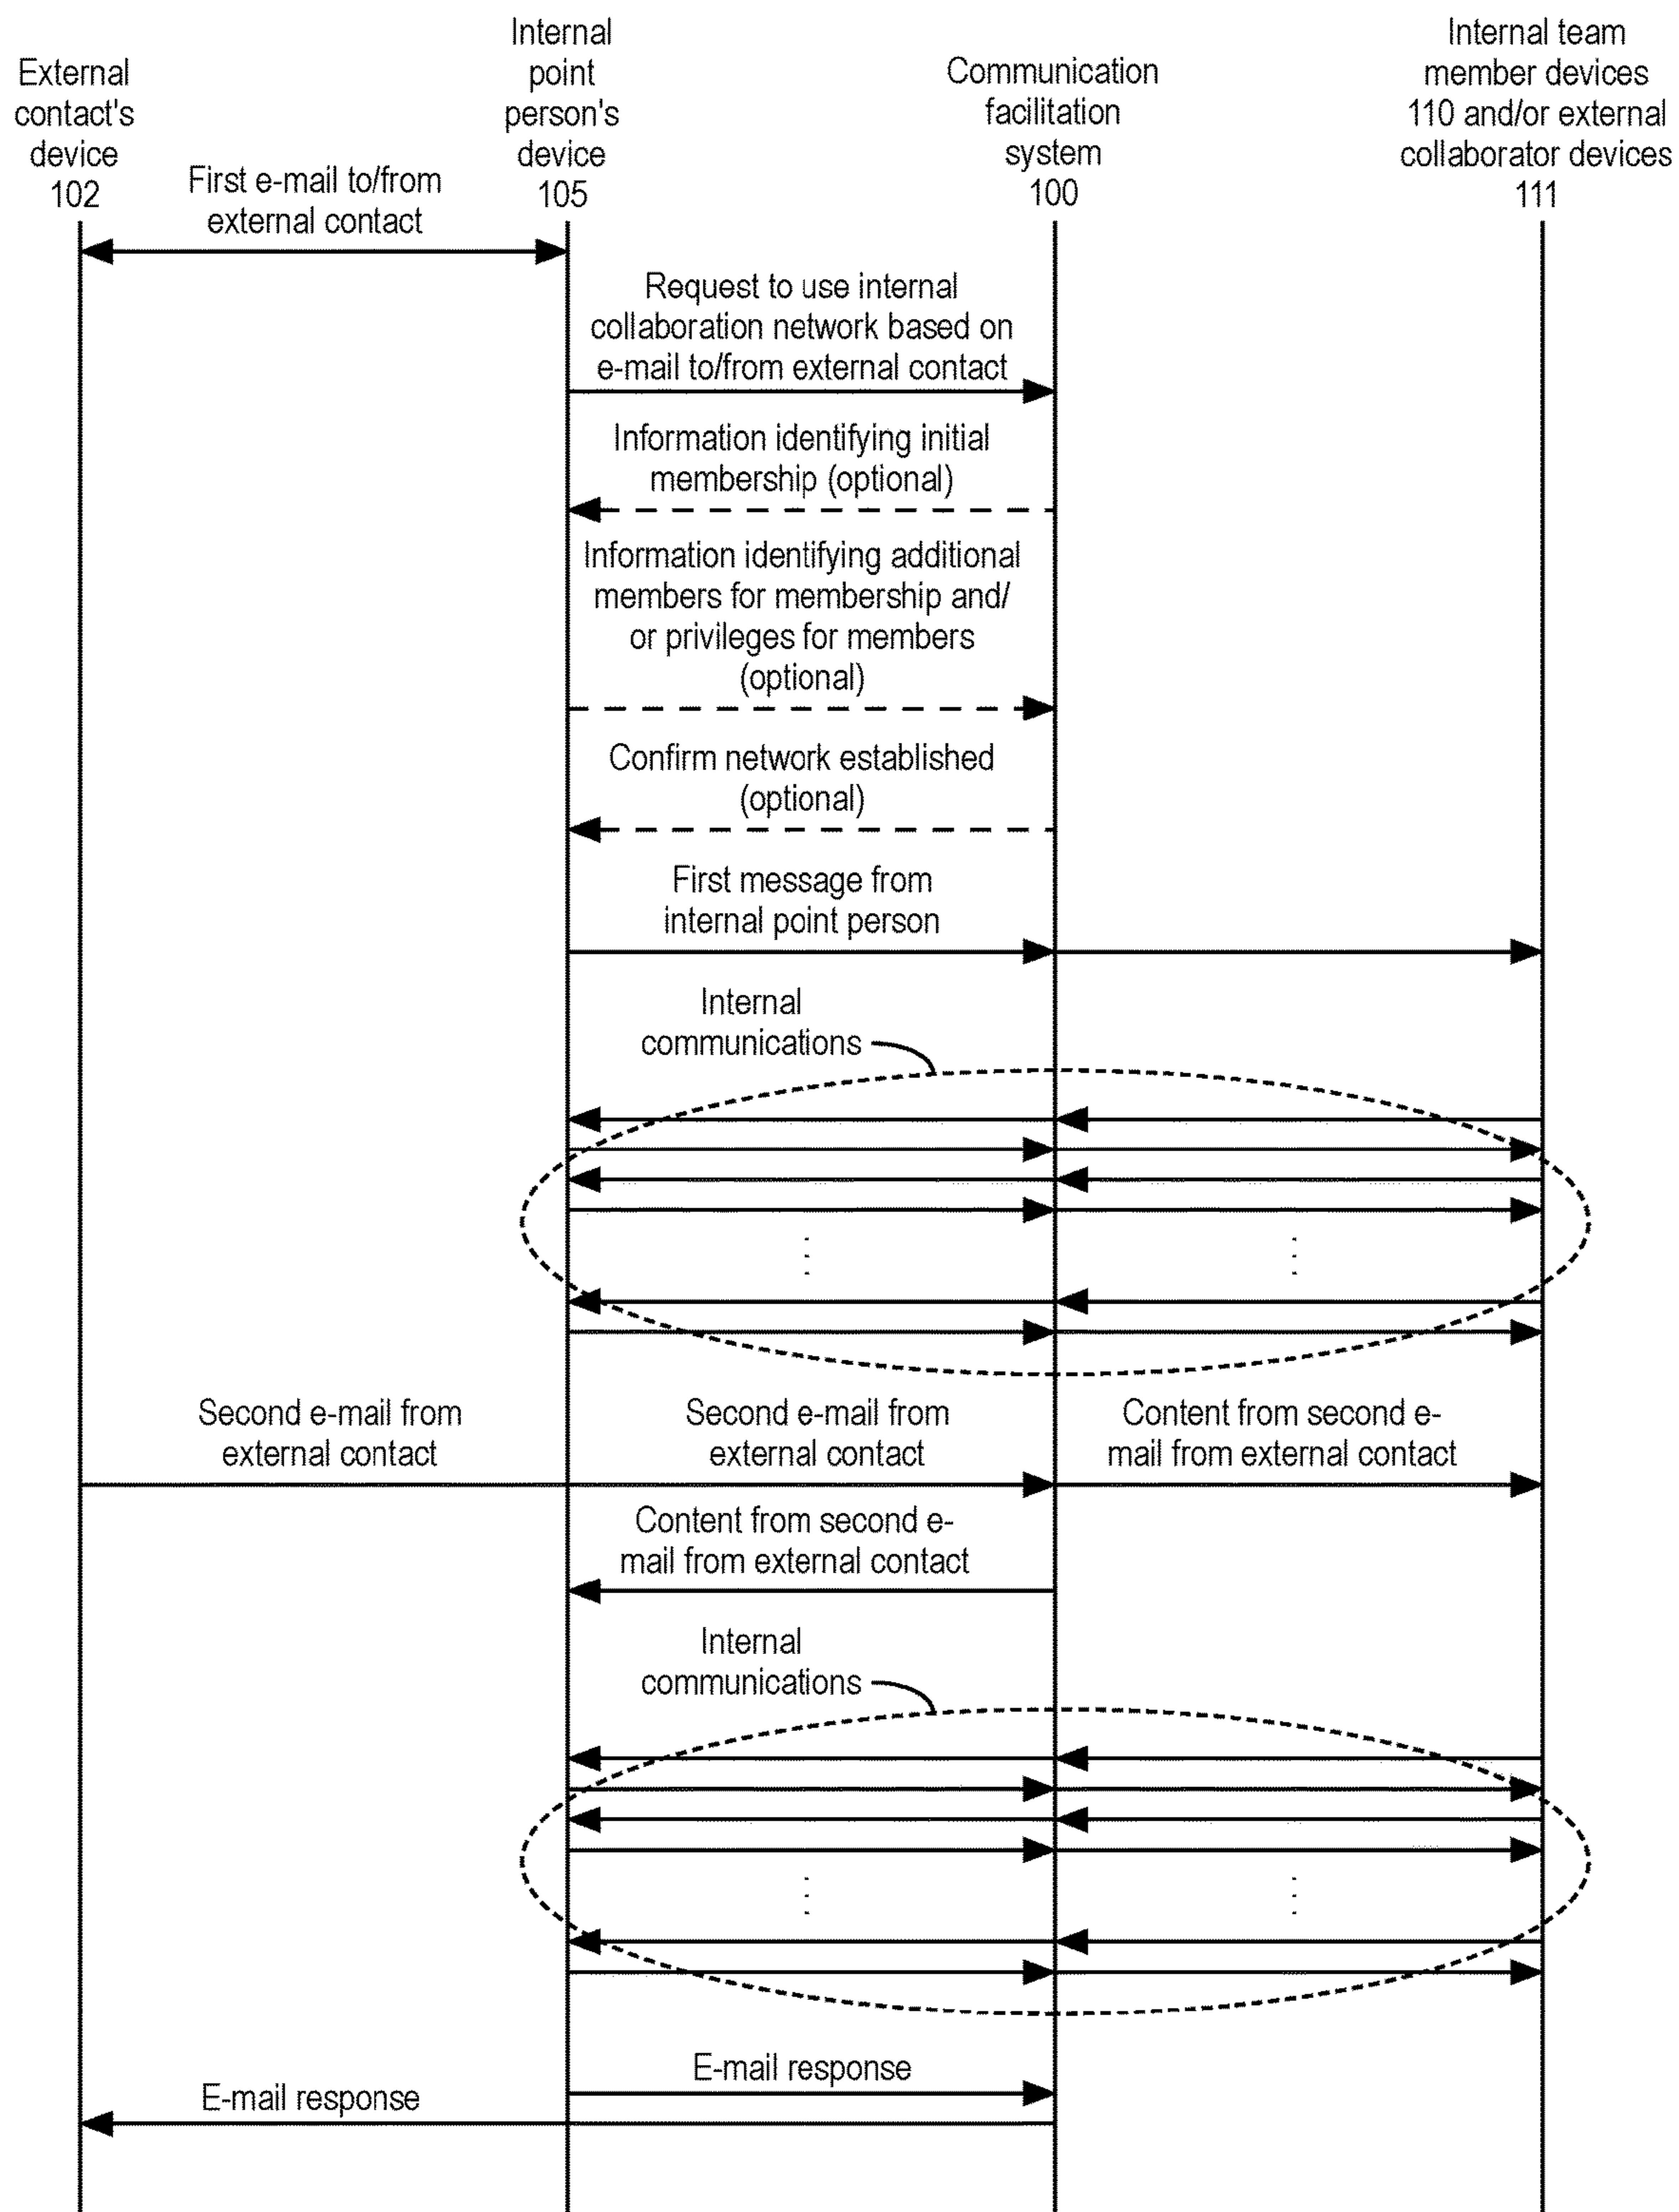 External
contact's
device
102
Internal
point
person's
device
105
Communication
facilitation
system
100
Internal team
member devices
110 and/or external
collaborator devices
111
First e-mail to/from
external contact
Request to use internal
collaboration network based on
e-mail to/from external contact
Information identifying initial
membership (optional)
Information identifying additional
members for membership and/
or privileges for members
(optional)
Confirm network established
(optional)
First message from
internal point person
Internal
communications
Second e-mail from
external contact
Second e-mail from
external contact
Content from second e-
mail from external contact
Content from second e-
mail from external contact
Internal
communications
E-mail response
E-mail response